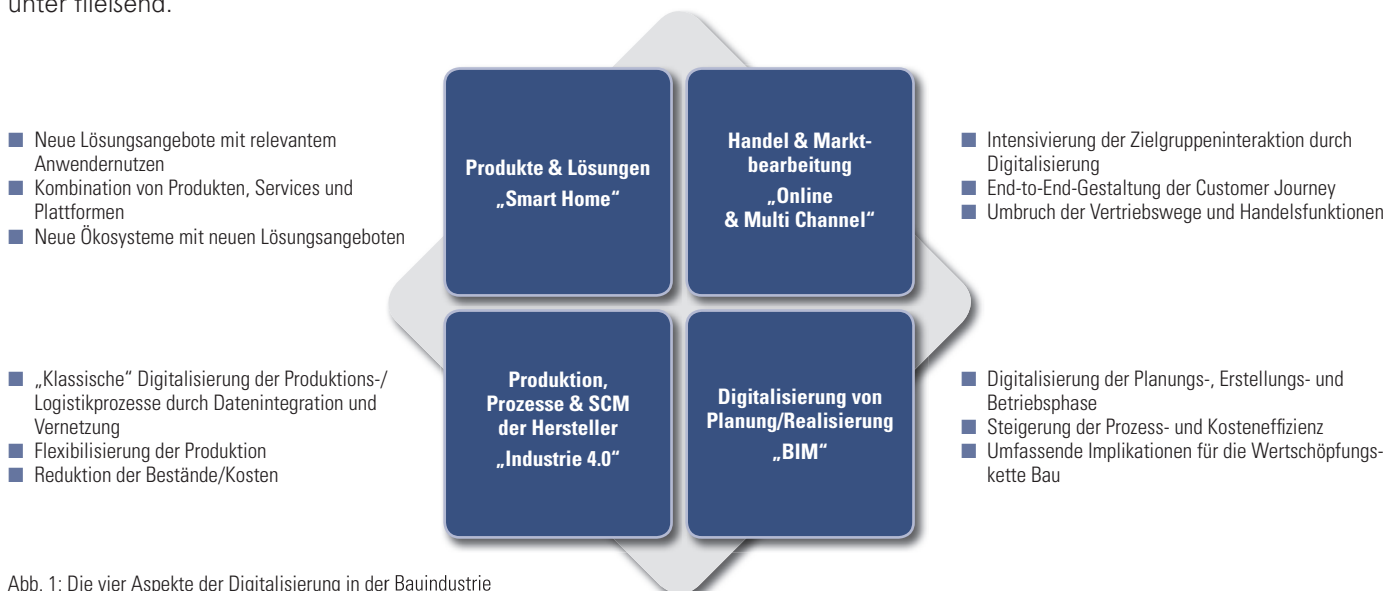 unter fließend.
Neue Lösungsangebote mit relevantem
Anwendernutzen
Kombination von Produkten, Services und
Plattformen
Neue Ökosysteme mit neuen Lösungsangeboten
Produkte & Lösungen
„Smart Home“
Handel & Markt-
bearbeitung
„Online
& Multi Channel“
Intensivierung der Zielgruppeninteraktion durch
Digitalisierung
End-to-End-Gestaltung der Customer Journey
Umbruch der Vertriebswege und Handelsfunktionen
„Klassische“ Digitalisierung der Produktions-/
Logistikprozesse durch Datenintegration und
Vernetzung
Flexibilisierung der Produktion
Reduktion der Bestände/Kosten
Produktion,
Prozesse & SCM
der Hersteller
„Industrie 4.0“
Digitalisierung von
Planung/Realisierung
„BIM“
Digitalisierung der Planungs-, Erstellungs- und
Betriebsphase
Steigerung der Prozess- und Kosteneffizienz
Umfassende Implikationen für die Wertschöpfungs-
kette Bau
Abb. 1: Die vier Aspekte der Digitalisierung in der Bauindustrie